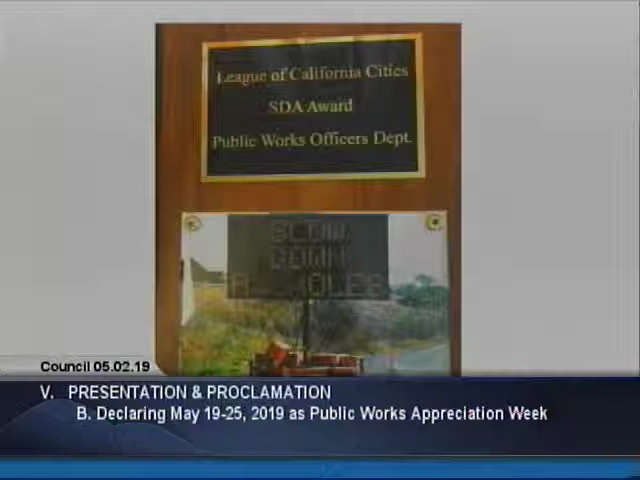 League of California Cities
SDA Award
Public Works Officers Dept.
SLOW
DOWN
A___OLES
Council 05.02.19
V. PRESENTATION & PROCLAMATION
B. Declaring May 19-25, 2019 as Public Works Appreciation Week